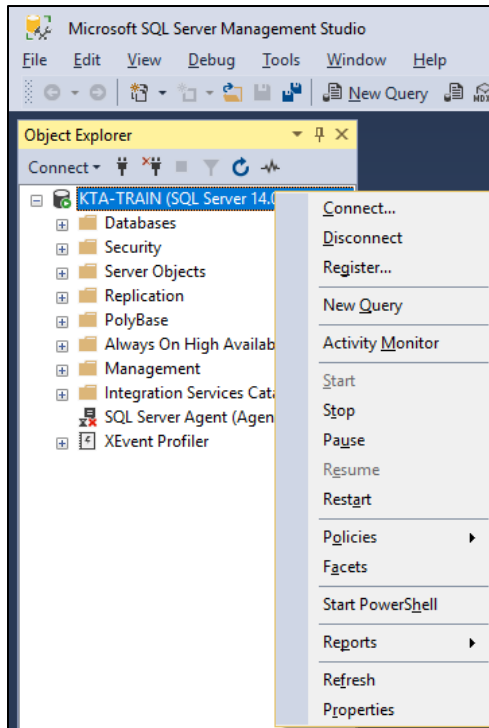 Microsoft SQL Server Management Studio
File Edit View Debug Tools Window Help
New Query
Object Explorer
Connect
KTA-TRAIN (SQL Server 14.0
Databases
Security
Server Objects
Replication
PolyBase
Always On High Availab
Management
Integration Services Cat
SQL Server Agent (Agen
XEvent Profiler
Connect...
Disconnect
Register...
New Query
Activity Monitor
Start
Stop
Pause
Resume
Restart
Policies
Facets
Start PowerShell
Reports
Refresh
Properties